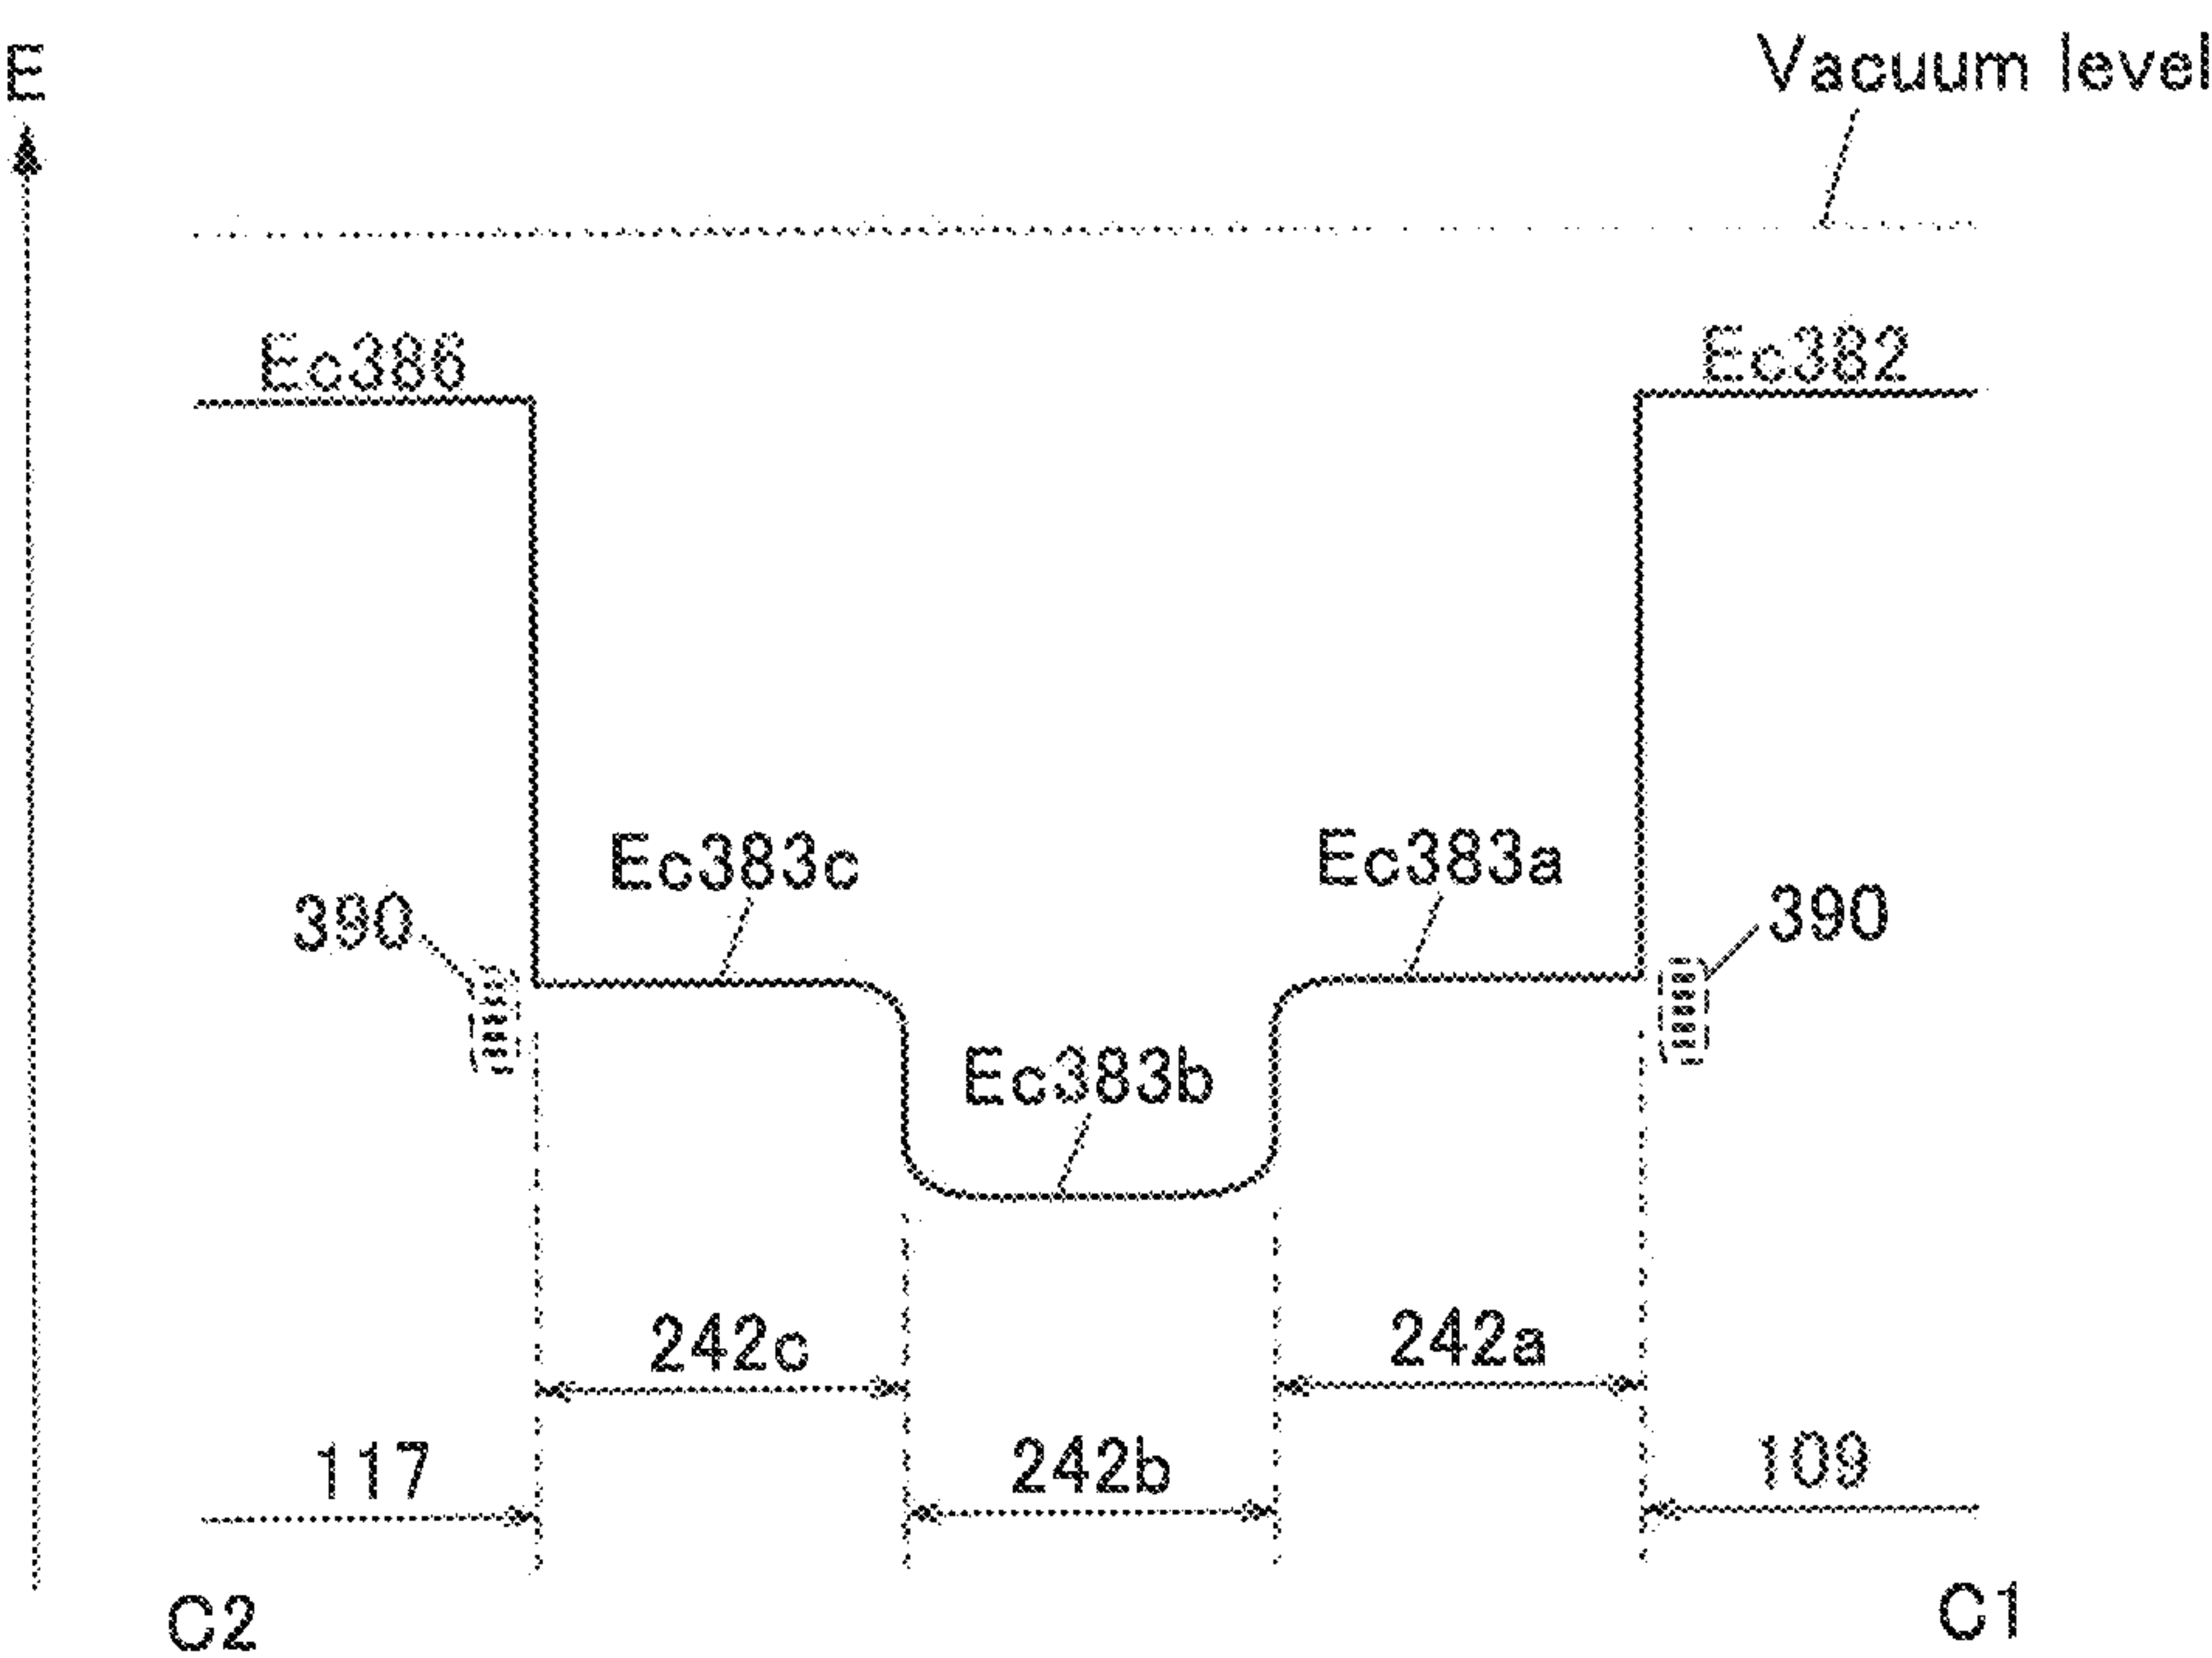 E
Vacuum level
Ec386
Ec382
Ec383c
Ec383a
390
390
Ec383b
242c
242a
117
242b
109
C2
C1